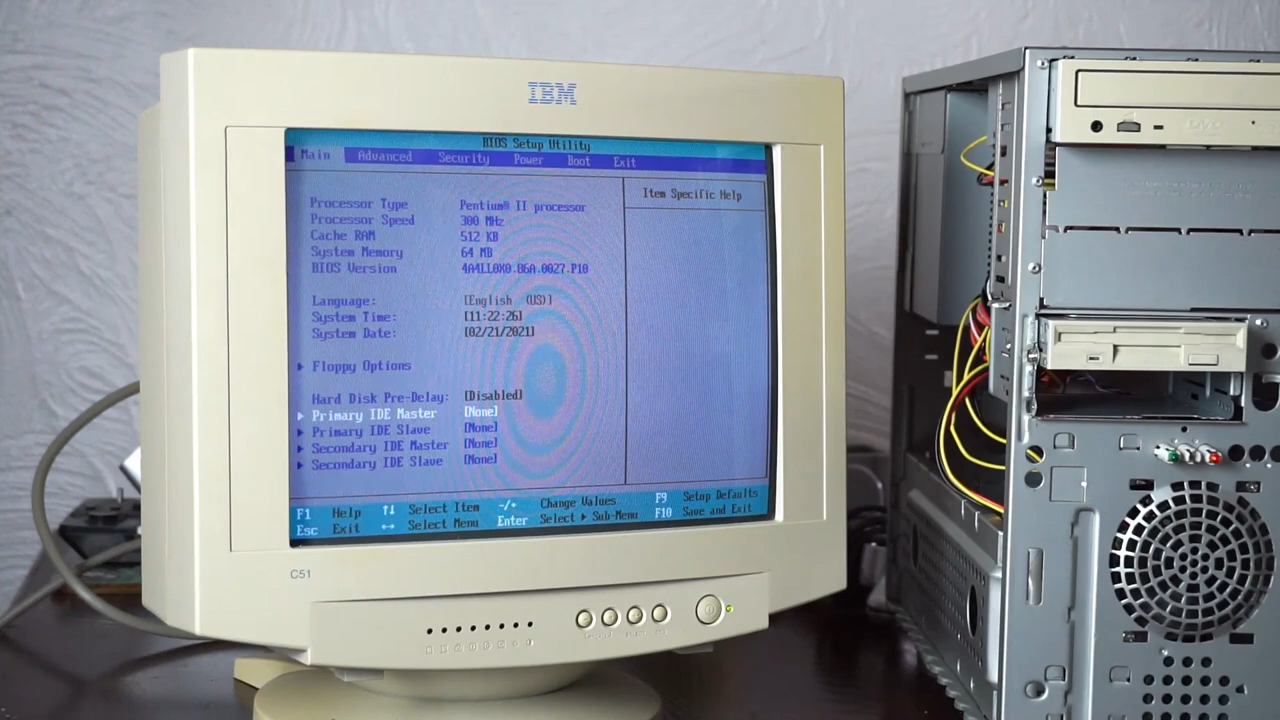 IBM
BIOS Setup Utility
Main Advanced Security Power Boot Exit
Item Specific Help
Processor Type Pentium® II processor
Processor Speed 300 MHz
Cache RAM 512 KB
System Memory 64 MB
BIOS Version 4A4LL0X0.86A.0027.P10
Language: [English (US)]
System Time: [11:22:26]
System Date: [02/21/2021]
Floppy Options
Hard Disk Pre-Delay: [Disabled]
Primary IDE Master [None]
Primary IDE Slave [None]
Secondary IDE Master [None]
Secondary IDE Slave [None]
F1 Help ↑↓ Select Item -/+ Change Values F9 Setup Defaults
Esc Exit ↔ Select Menu Enter Select ▶ Sub-Menu F10 Save and Exit
C51